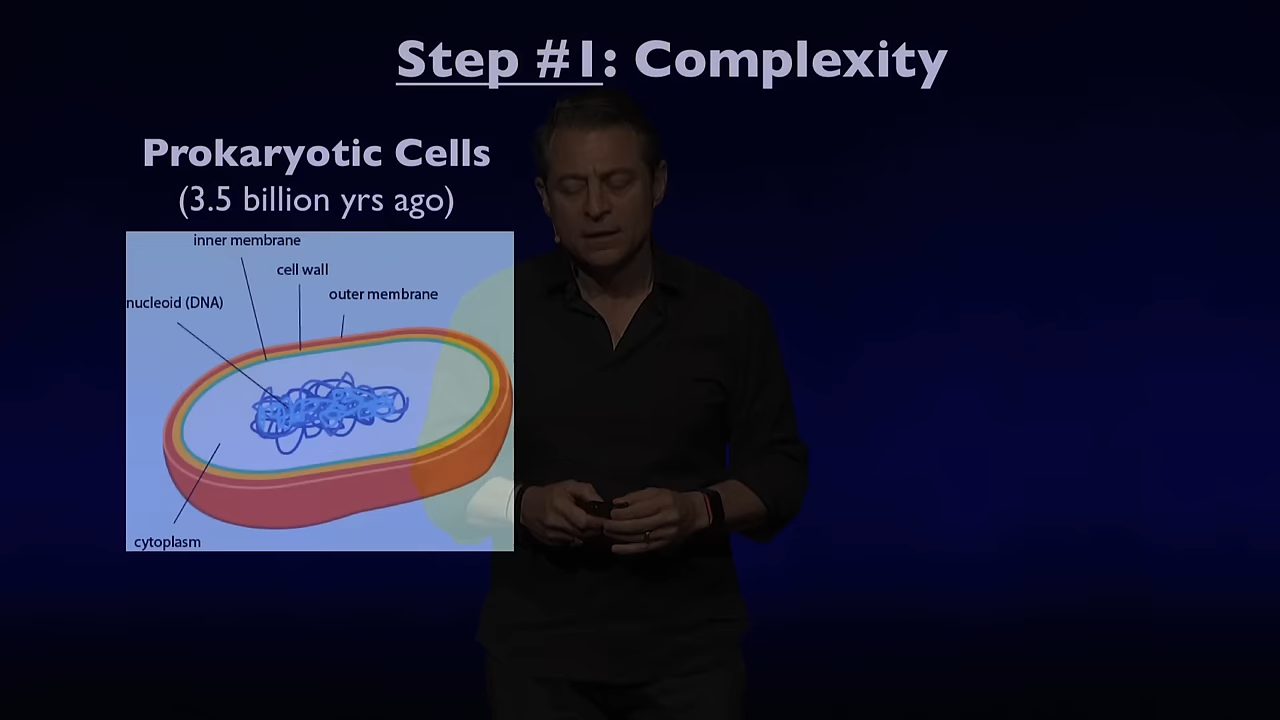 Step #1: Complexity
Prokaryotic Cells
(3.5 billion yrs ago)
inner membrane
cell wall
outer membrane
nucleoid (DNA)
cytoplasm